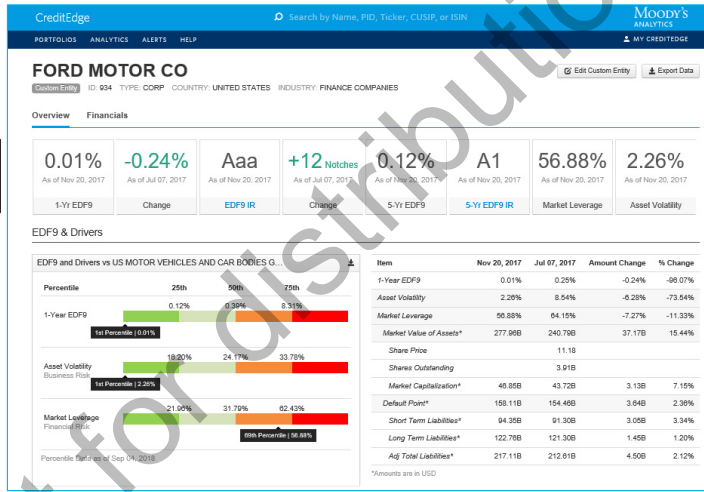 CreditEdge
Search by Name, PID, Ticker, CUSIP, or ISIN
MOODY'S
ANALYTICS
PORTFOLIOS ANALYTICS ALERTS HELP
MY CREDITEDGE
FORD MOTOR CO
Edit Custom Entity
Export Data
Custom Entity ID: 934 TYPE: CORP COUNTRY: UNITED STATES INDUSTRY: FINANCE COMPANIES
Overview Financials
0.01% -0.24% Aaa +12 Notches 0.12% A1 56.88% 2.26%
As of Nov 20, 2017 As of Jul 07, 2017 As of Nov 20, 2017 As of Jul 07, 2017 As of Nov 20, 2017 As of Nov 20, 2017 As of Nov 20, 2017 As of Nov 20, 2017
1-Yr EDF9 Change EDF9 IR Change 5-Yr EDF9 5-Yr EDF9 IR Market Leverage Asset Volatility
EDF9 & Drivers
EDF9 and Drivers vs US MOTOR VEHICLES AND CAR BODIES G...
Percentile 25th 50th 75th
0.12% 0.39% 8.31%
1-Year EDF9
1st Percentile | 0.01%
16.20% 24.17% 33.78%
Asset Volatility
Business Risk
1st Percentile | 2.26%
21.96% 31.79% 62.43%
Market Leverage
Financial Risk
69th Percentile | 56.88%
Percentile Data as of Sep 04, 2018
Item Nov 20, 2017 Jul 07, 2017 Amount Change % Change
1-Year EDF9 0.01% 0.25% -0.24% -96.07%
Asset Volatility 2.26% 8.54% -6.28% -73.54%
Market Leverage 56.88% 64.15% -7.27% -11.33%
Market Value of Assets* 277.96B 240.79B 37.17B 15.44%
Share Price 11.18
Shares Outstanding 3.91B
Market Capitalization* 46.85B 43.72B 3.13B 7.15%
Default Point* 158.11B 154.46B 3.64B 2.36%
Short Term Liabilities* 94.35B 91.30B 3.05B 3.34%
Long Term Liabilities* 122.76B 121.30B 1.45B 1.20%
Adj Total Liabilities* 217.11B 212.61B 4.50B 2.12%
*Amounts are in USD
t for distribution